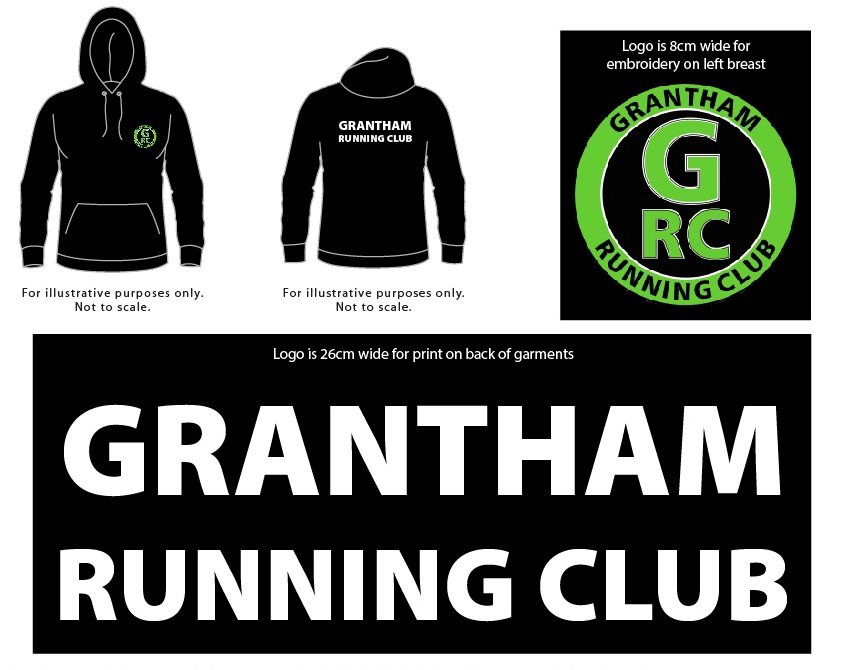 GRANTHAM
RUNNING CLUB
G
RC
For illustrative purposes only.
Not to scale.
For illustrative purposes only.
Not to scale.
Logo is 8cm wide for
embroidery on left breast
GRANTHAM
G
RC
RUNNING CLUB
Logo is 26cm wide for print on back of garments
GRANTHAM
RUNNING CLUB